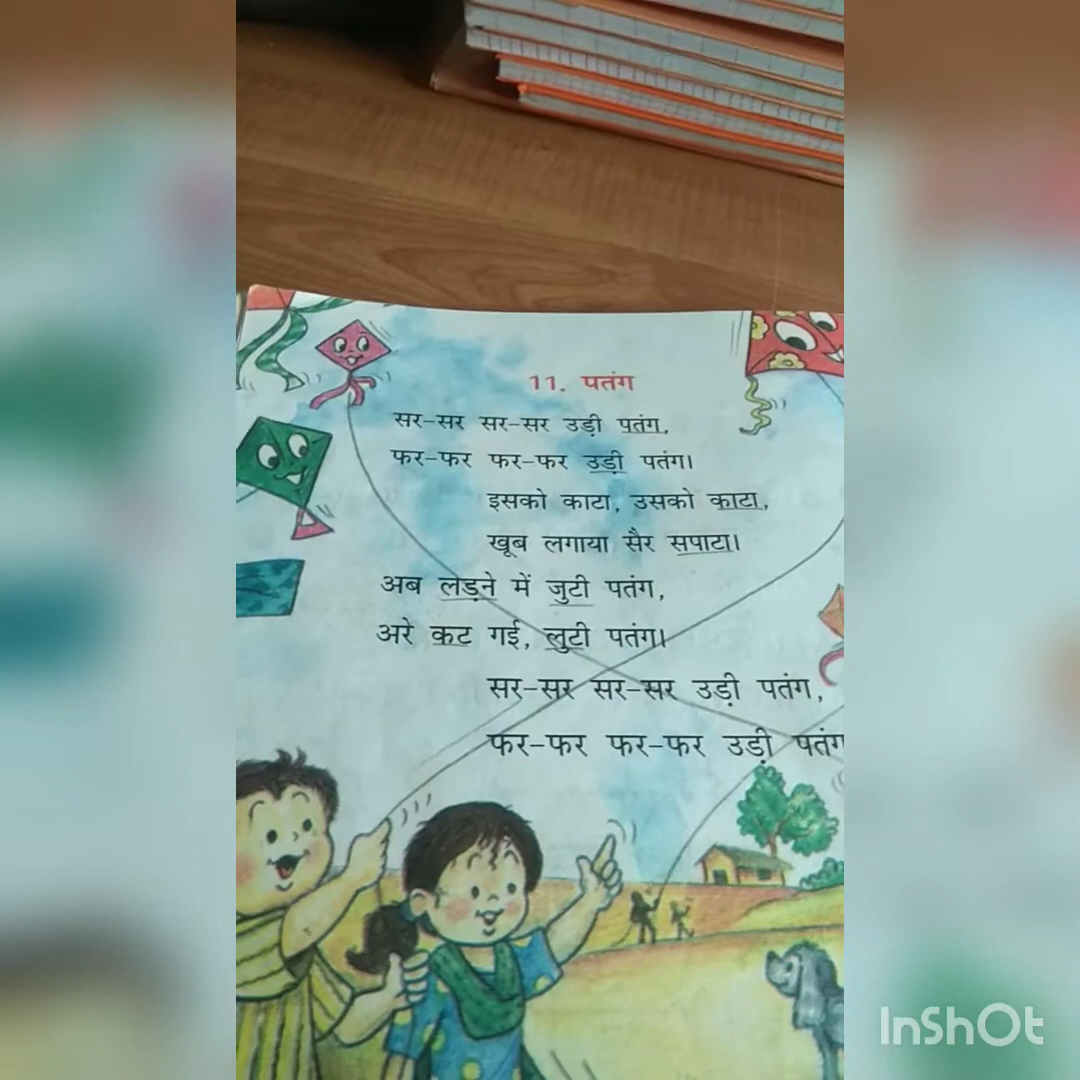 11. पतंग
सर-सर सर-सर उड़ी पतंग,
फर-फर फर-फर उड़ी पतंग।
इसको काटा, उसको काटा,
खूब लगाया सैर सपाटा।
अब लड़ने में जुटी पतंग,
अरे कट गई, लुटी पतंग।
सर-सर सर-सर उड़ी पतंग,
फर-फर फर-फर उड़ी पतंग
InShOt